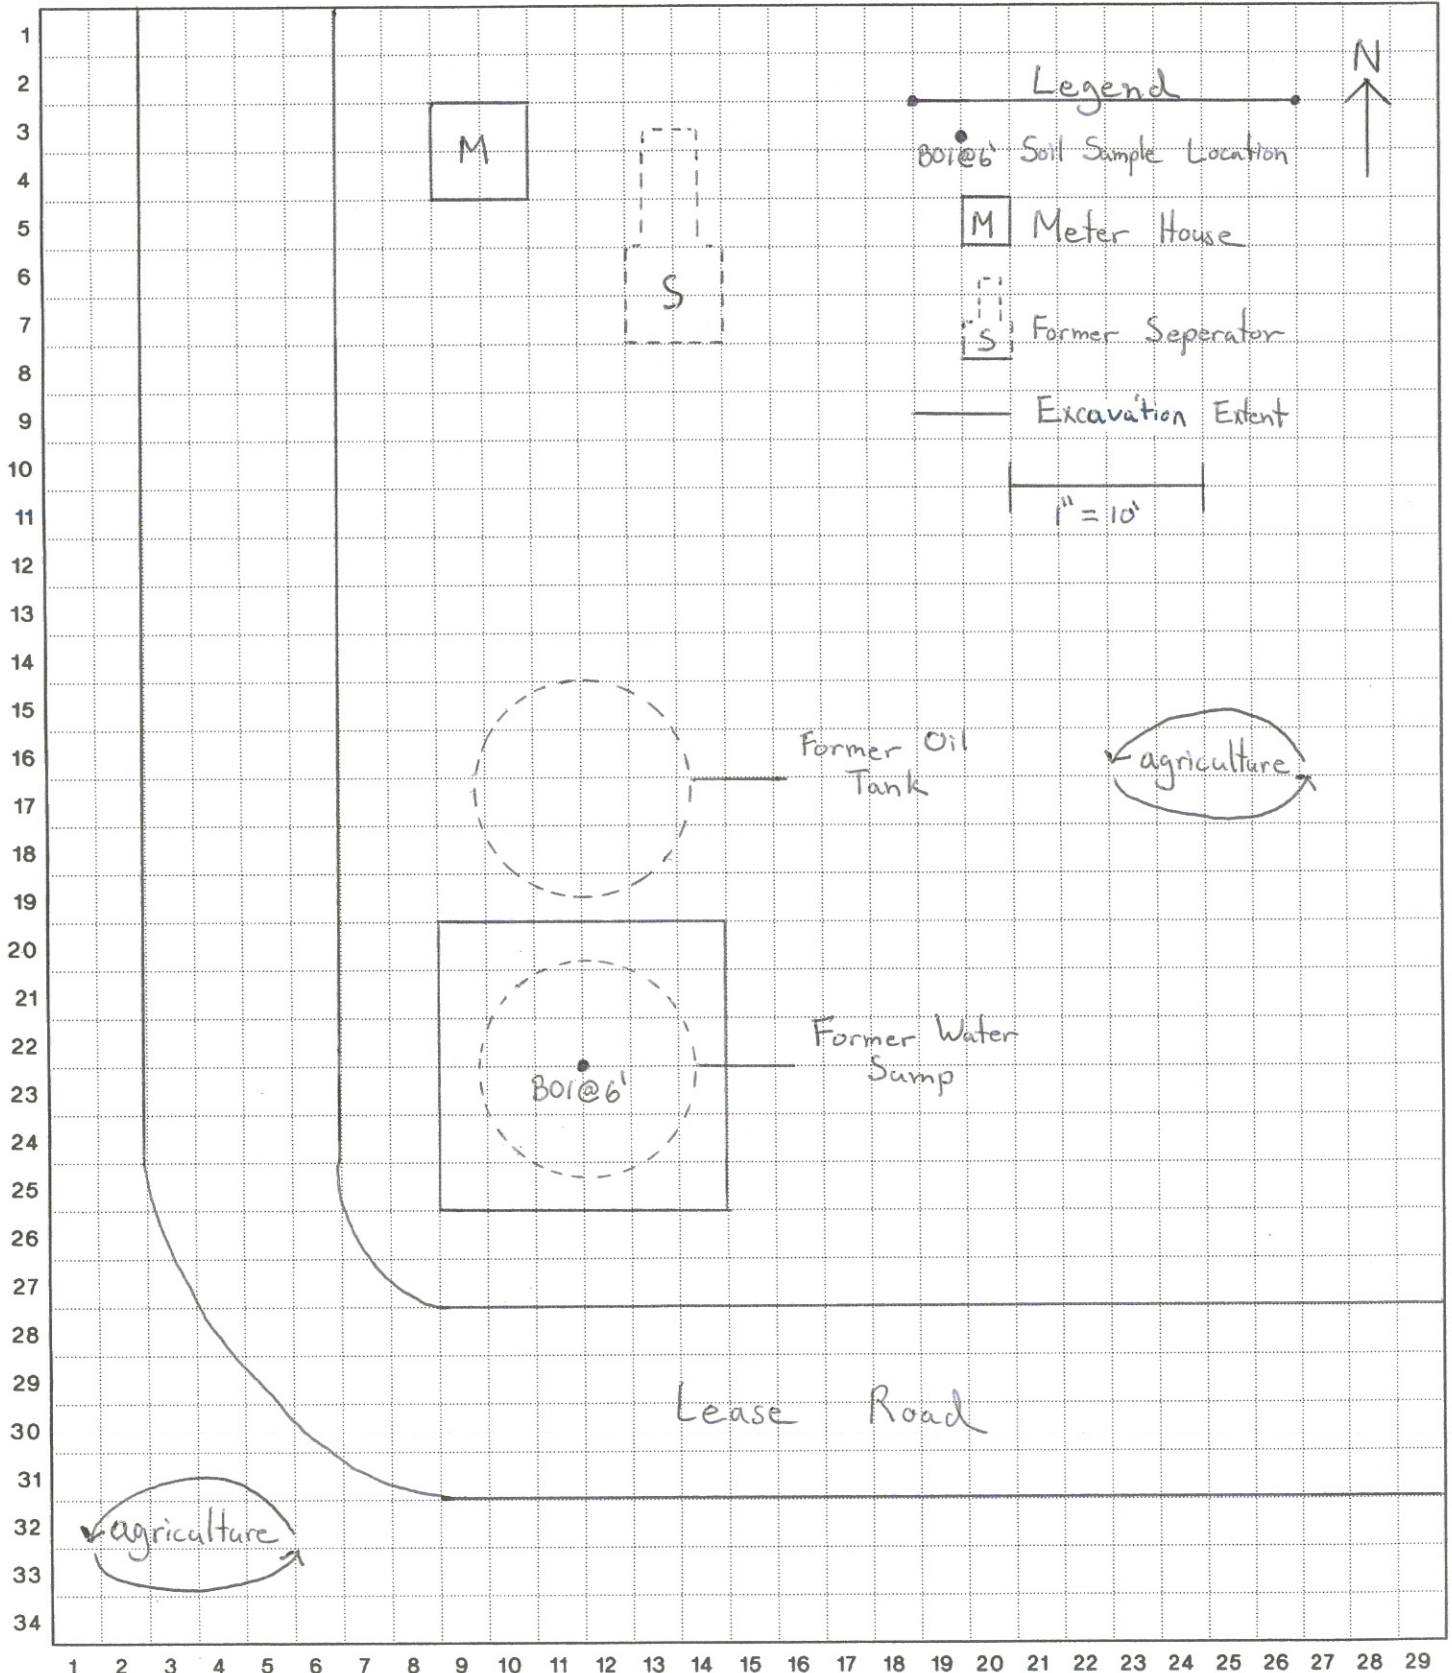 1
2
3
4
5
6
7
8
9
10
11
12
13
14
15
16
17
18
19
20
21
22
23
24
25
26
27
28
29
30
31
32
33
34
N
Legend
B01@6' Soil Sample Location
M Meter House
S Former Seperator
Excavation Extent
1" = 10'
M
S
Former Oil
Tank
agriculture
Former Water
Sump
B01@6'
Lease Road
agriculture
1 2 3 4 5 6 7 8 9 10 11 12 13 14 15 16 17 18 19 20 21 22 23 24 25 26 27 28 29